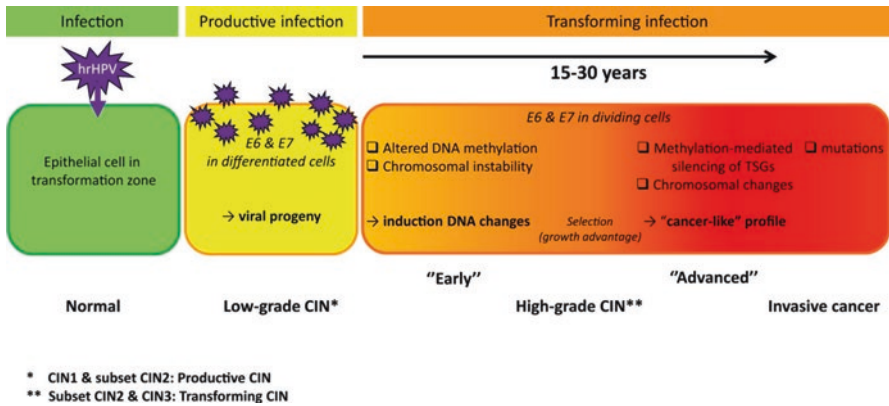 Infection
Productive infection
Transforming infection
hrHPV
15-30 years
Epithelial cell in
transformation zone
E6 & E7
in differentiated cells
→ viral progeny
E6 & E7 in dividing cells
❑ Altered DNA methylation
❑ Chromosomal instability
→ induction DNA changes
Selection
(growth advantage)
❑ Methylation-mediated
silencing of TSGs
❑ Chromosomal changes
→ "cancer-like" profile
❑ mutations
"Early"
"Advanced"
Normal
Low-grade CIN*
High-grade CIN**
Invasive cancer
* CIN1 & subset CIN2: Productive CIN
** Subset CIN2 & CIN3: Transforming CIN